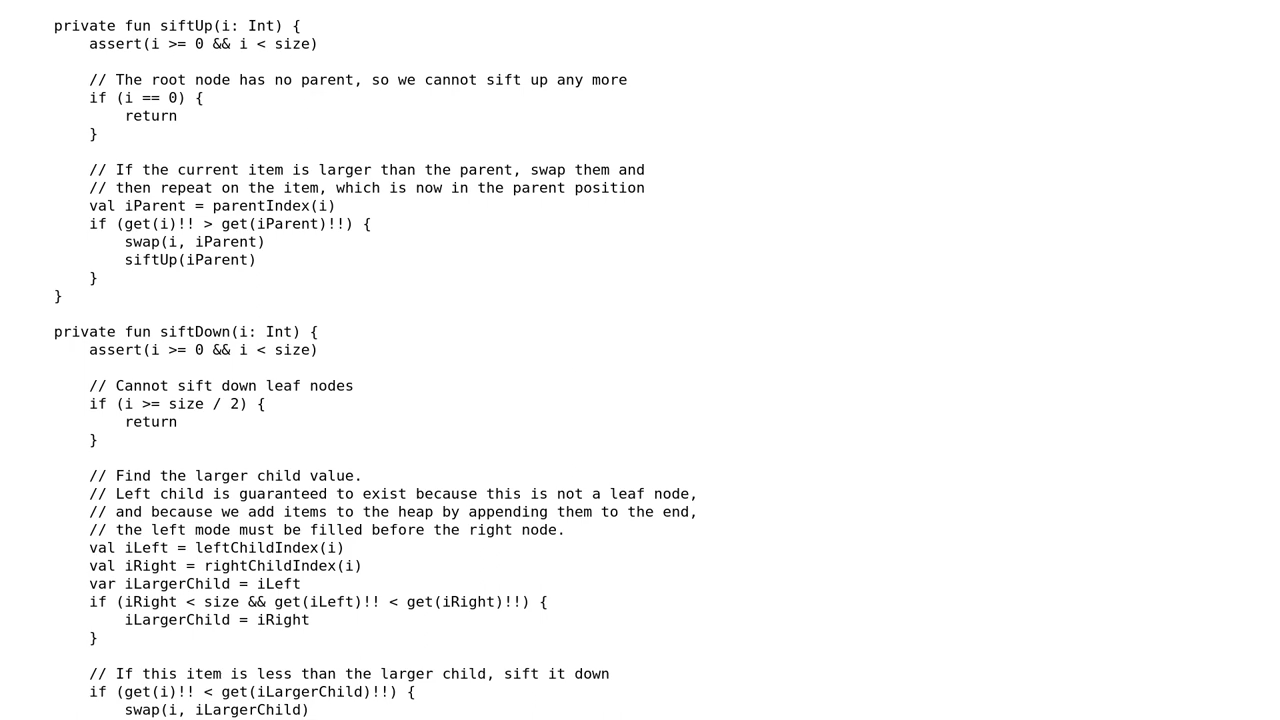 private fun siftUp(i: Int) {
    assert(i >= 0 && i < size)

    // The root node has no parent, so we cannot sift up any more
    if (i == 0) {
        return
    }

    // If the current item is larger than the parent, swap them and
    // then repeat on the item, which is now in the parent position
    val iParent = parentIndex(i)
    if (get(i)!! > get(iParent)!!) {
        swap(i, iParent)
        siftUp(iParent)
    }
}

private fun siftDown(i: Int) {
    assert(i >= 0 && i < size)

    // Cannot sift down leaf nodes
    if (i >= size / 2) {
        return
    }

    // Find the larger child value.
    // Left child is guaranteed to exist because this is not a leaf node,
    // and because we add items to the heap by appending them to the end,
    // the left mode must be filled before the right node.
    val iLeft = leftChildIndex(i)
    val iRight = rightChildIndex(i)
    var iLargerChild = iLeft
    if (iRight < size && get(iLeft)!! < get(iRight)!!) {
        iLargerChild = iRight
    }

    // If this item is less than the larger child, sift it down
    if (get(i)!! < get(iLargerChild)!!) {
        swap(i, iLargerChild)